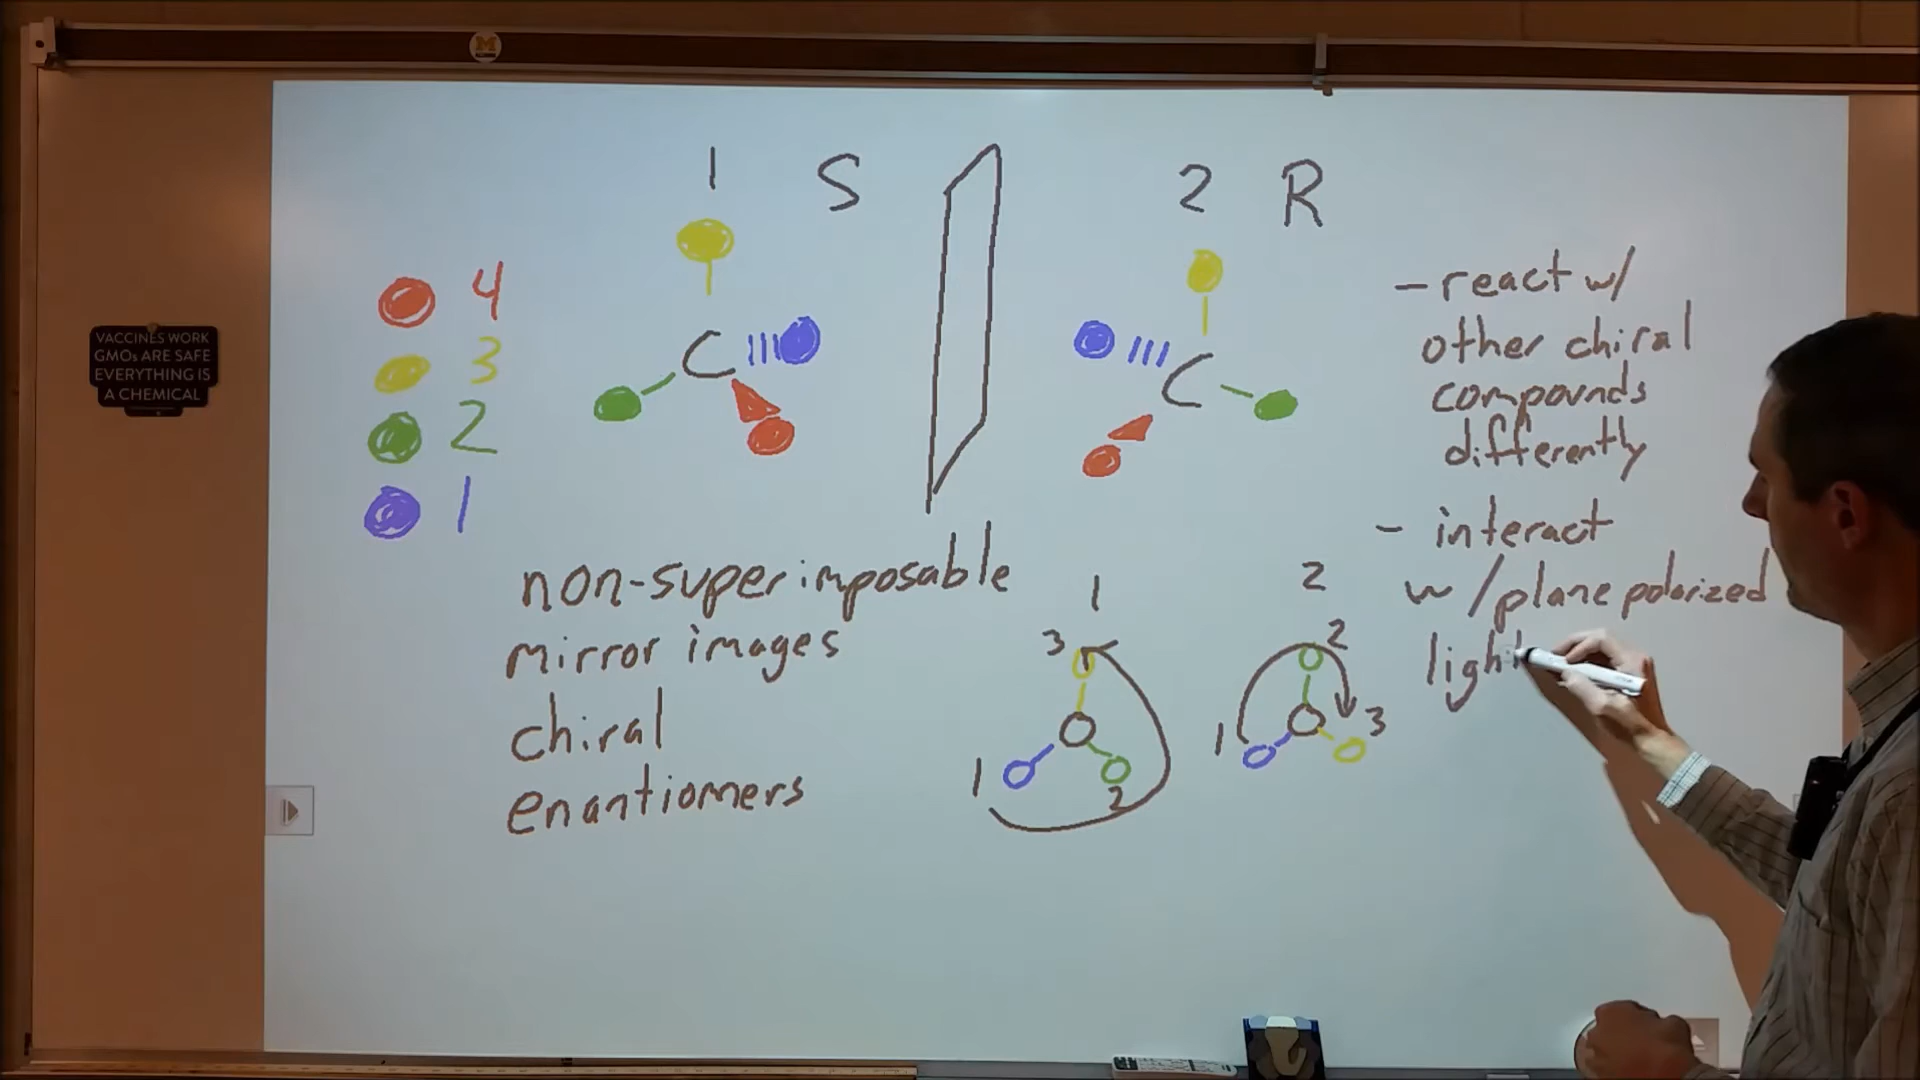 M
VACCINES WORK
GMOs ARE SAFE
EVERYTHING IS
A CHEMICAL
1 S
2 R
4
3
2
1
C
C
non-superimposable
mirror images
chiral
enantiomers
1
3
1
2
2
2
1
3
- react w/
other chiral
compounds
differently
- interact
w/plane polarized
light